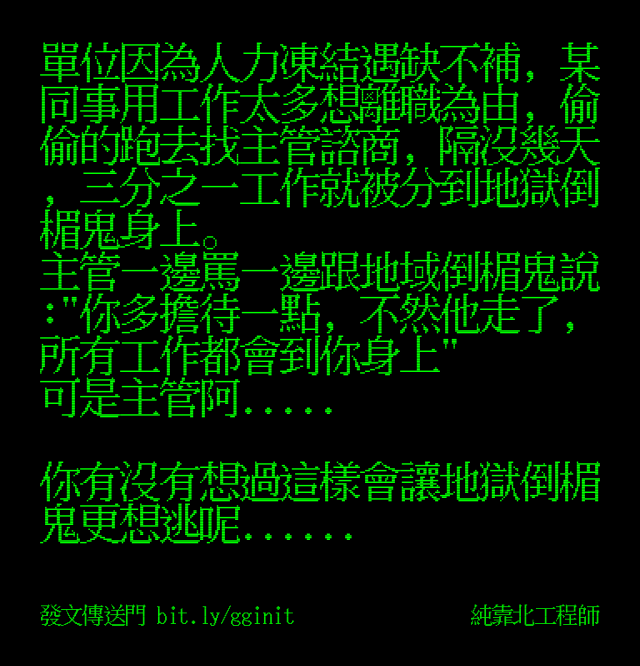 單位因為人力凍結遇缺不補, 某
同事用工作太多想離職為由, 偷
偷的跑去找主管諮商, 隔沒幾天
, 三分之一工作就被分到地獄倒
楣鬼身上。
主管一邊罵一邊跟地域倒楣鬼說
:"你多擔待一點, 不然他走了,
所有工作都會到你身上"
可是主管阿.....
你有沒有想過這樣會讓地獄倒楣
鬼更想逃呢......
發文傳送門 bit.ly/gginit
純靠北工程師